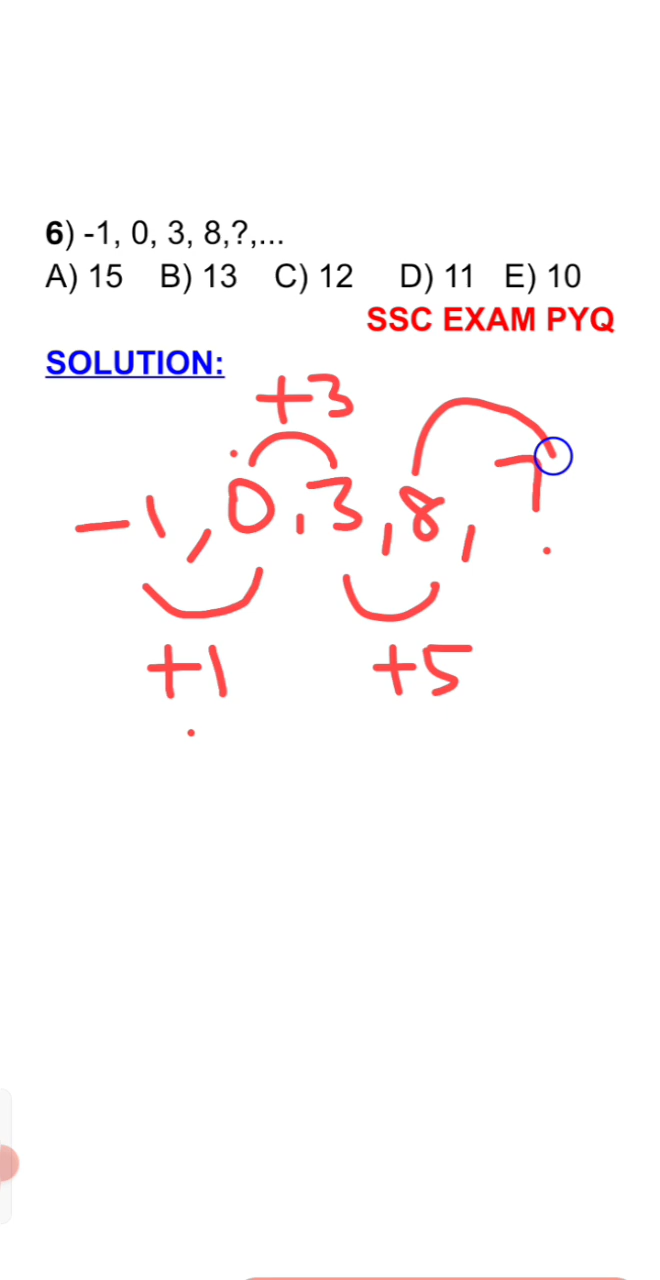 6) -1, 0, 3, 8,?,...
A) 15 B) 13 C) 12 D) 11 E) 10
SSC EXAM PYQ
SOLUTION:
+3
-1, 0, 3, 8, ?
+1 +5